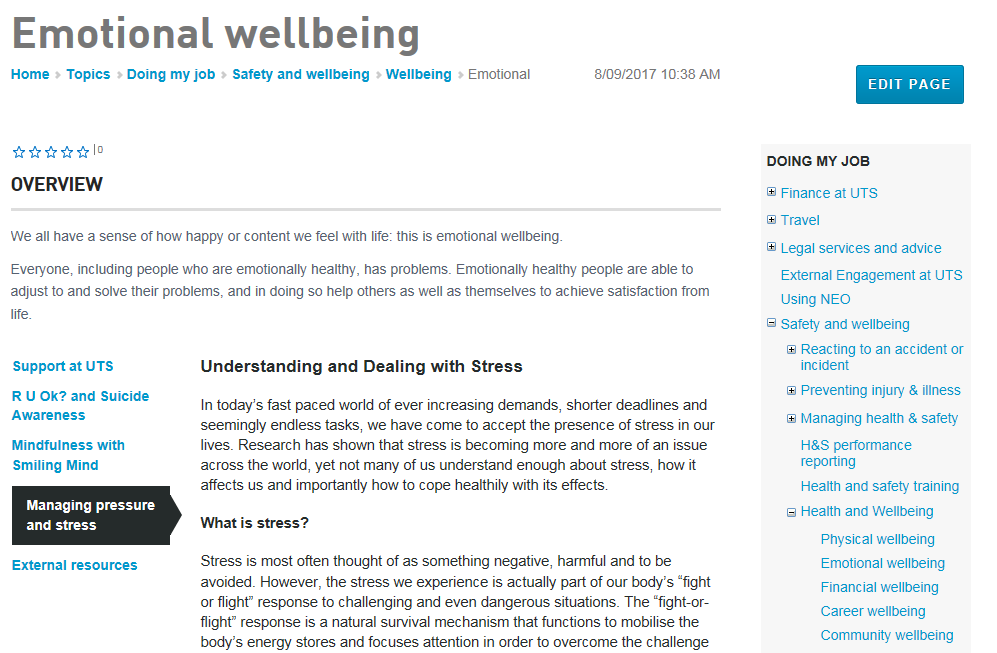 Emotional wellbeing
Home > Topics > Doing my job > Safety and wellbeing > Wellbeing > Emotional
8/09/2017 10:38 AM
EDIT PAGE
|0
OVERVIEW
We all have a sense of how happy or content we feel with life: this is emotional wellbeing.
Everyone, including people who are emotionally healthy, has problems. Emotionally healthy people are able to
adjust to and solve their problems, and in doing so help others as well as themselves to achieve satisfaction from
life.
Support at UTS
R U Ok? and Suicide
Awareness
Mindfulness with
Smiling Mind
Managing pressure
and stress
External resources
Understanding and Dealing with Stress
In today’s fast paced world of ever increasing demands, shorter deadlines and
seemingly endless tasks, we have come to accept the presence of stress in our
lives. Research has shown that stress is becoming more and more of an issue
across the world, yet not many of us understand enough about stress, how it
affects us and importantly how to cope healthily with its effects.
What is stress?
Stress is most often thought of as something negative, harmful and to be
avoided. However, the stress we experience is actually part of our body’s “fight
or flight” response to challenging and even dangerous situations. The “fight-or-
flight” response is a natural survival mechanism that functions to mobilise the
body’s energy stores and focuses attention in order to overcome the challenge
DOING MY JOB
Finance at UTS
Travel
Legal services and advice
External Engagement at UTS
Using NEO
Safety and wellbeing
Reacting to an accident or
incident
Preventing injury & illness
Managing health & safety
H&S performance
reporting
Health and safety training
Health and Wellbeing
Physical wellbeing
Emotional wellbeing
Financial wellbeing
Career wellbeing
Community wellbeing